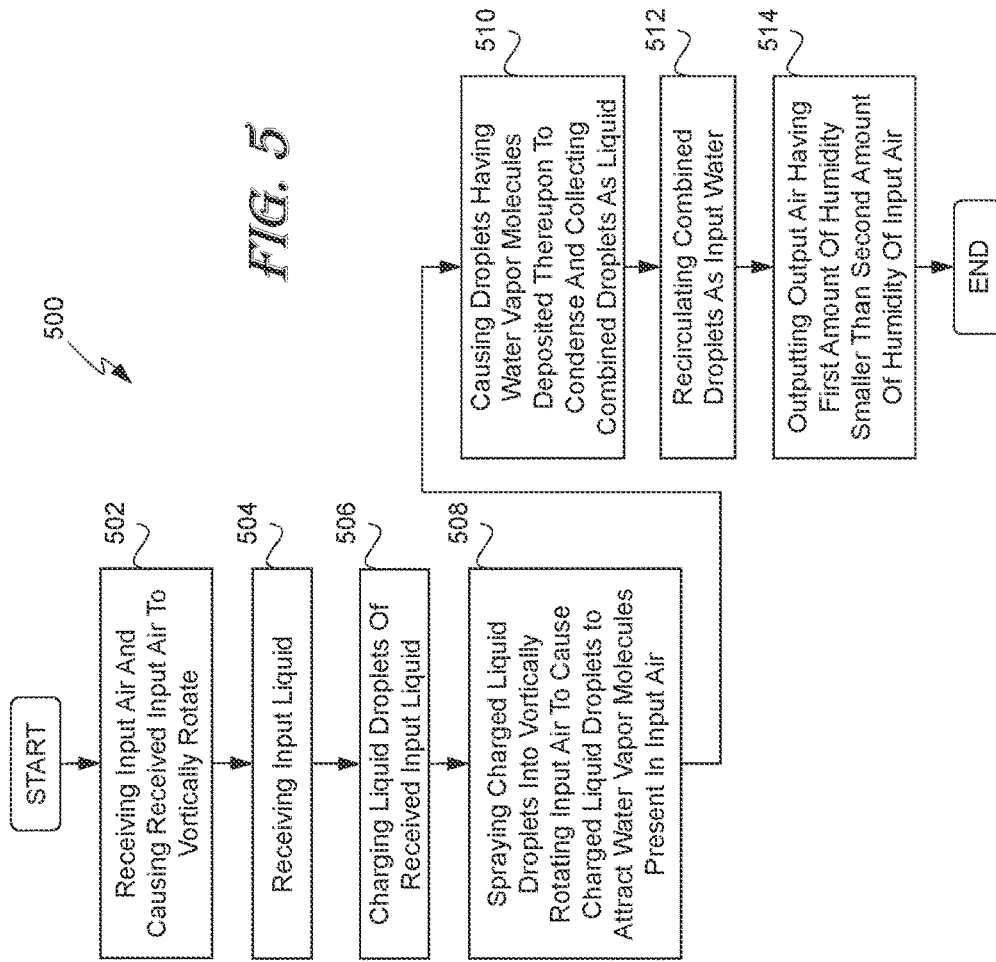 500
FIG. 5
START
502
Receiving Input Air And
Causing Received Input Air To
Vortically Rotate
504
Receiving Input Liquid
506
Charging Liquid Droplets Of
Received Input Liquid
508
Spraying Charged Liquid
Droplets Into Vortically
Rotating Input Air To Cause
Charged Liquid Droplets to
Attract Water Vapor Molecules
Present In Input Air
510
Causing Droplets Having
Water Vapor Molecules
Deposited Thereupon To
Condense And Collecting
Combined Droplets As Liquid
512
Recirculating Combined
Droplets As Input Water
514
Outputting Output Air Having
First Amount Of Humidity
Smaller Than Second Amount
Of Humidity Of Input Air
END